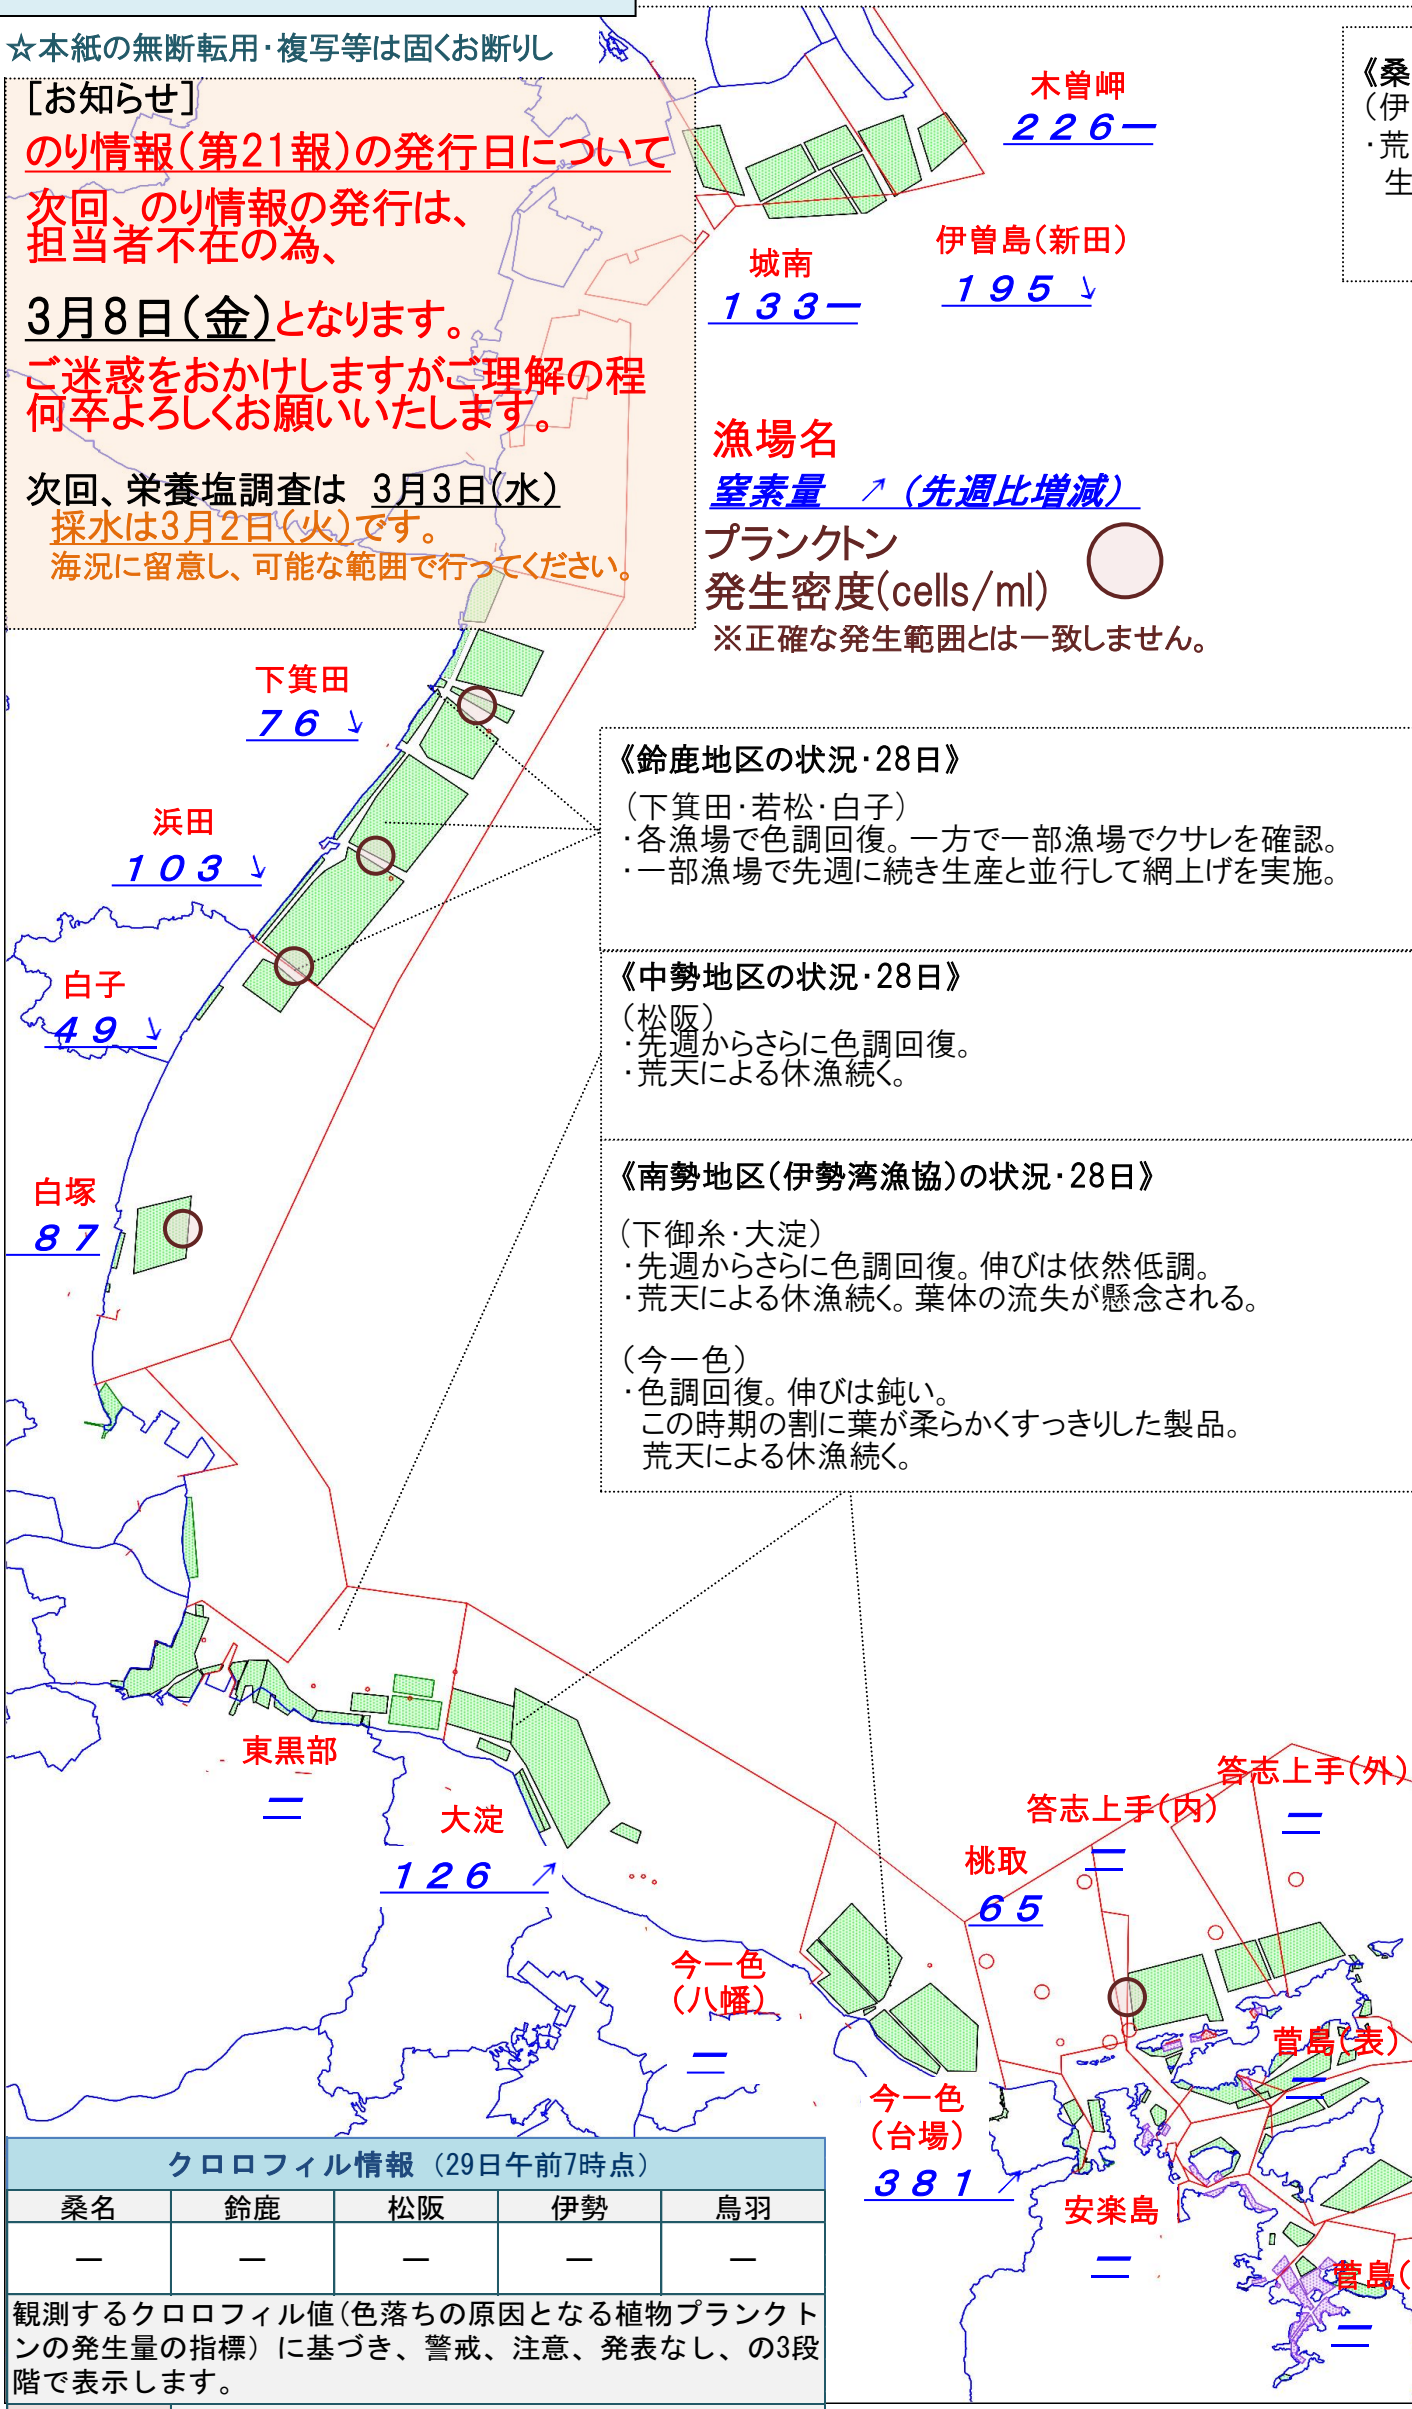 ☆本紙の無断転用・複写等は固くお断りし
[お知らせ]
のり情報(第21報)の発行日について
次回、のり情報の発行は、
担当者不在の為、
3月8日(金)となります。
ご迷惑をおかけしますがご理解の程
何卒よろしくお願いいたします。
次回、栄養塩調査は 3月3日(水)
採水は3月2日(火)です。
海況に留意し、可能な範囲で行ってください。
木曽岬
226ー
伊曽島(新田)
195 ↘
城南
133ー
《桑
(伊
・荒
生
漁場名
窒素量 ↗(先週比増減)
プランクトン
発生密度(cells/ml)
※正確な発生範囲とは一致しません。
下箕田
76 ↘
浜田
103 ↘
白子
49 ↘
白塚
87
《鈴鹿地区の状況・28日》
(下箕田・若松・白子)
・各漁場で色調回復。一方で一部漁場でクサレを確認。
・一部漁場で先週に続き生産と並行して網上げを実施。
《中勢地区の状況・28日》
(松阪)
・先週からさらに色調回復。
・荒天による休漁続く。
《南勢地区(伊勢湾漁協)の状況・28日》
(下御糸・大淀)
・先週からさらに色調回復。伸びは依然低調。
・荒天による休漁続く。葉体の流失が懸念される。
(今一色)
・色調回復。伸びは鈍い。
この時期の割に葉が柔らかくすっきりした製品。
荒天による休漁続く。
東黒部
ー
大淀
126 ↗
今一色
(八幡)
ー
今一色
(台場)
381 ↗
桃取
65
答志上手(内)
ー
答志上手(外)
ー
菅島(表)
ー
安楽島
ー
菅島(
ー
クロロフィル情報(29日午前7時点)
桑名 鈴鹿 松阪 伊勢 鳥羽
ー ー ー ー ー
観測するクロロフィル値(色落ちの原因となる植物プランクト
ンの発生量の指標)に基づき、警戒、注意、発表なし、の3段
階で表示します。